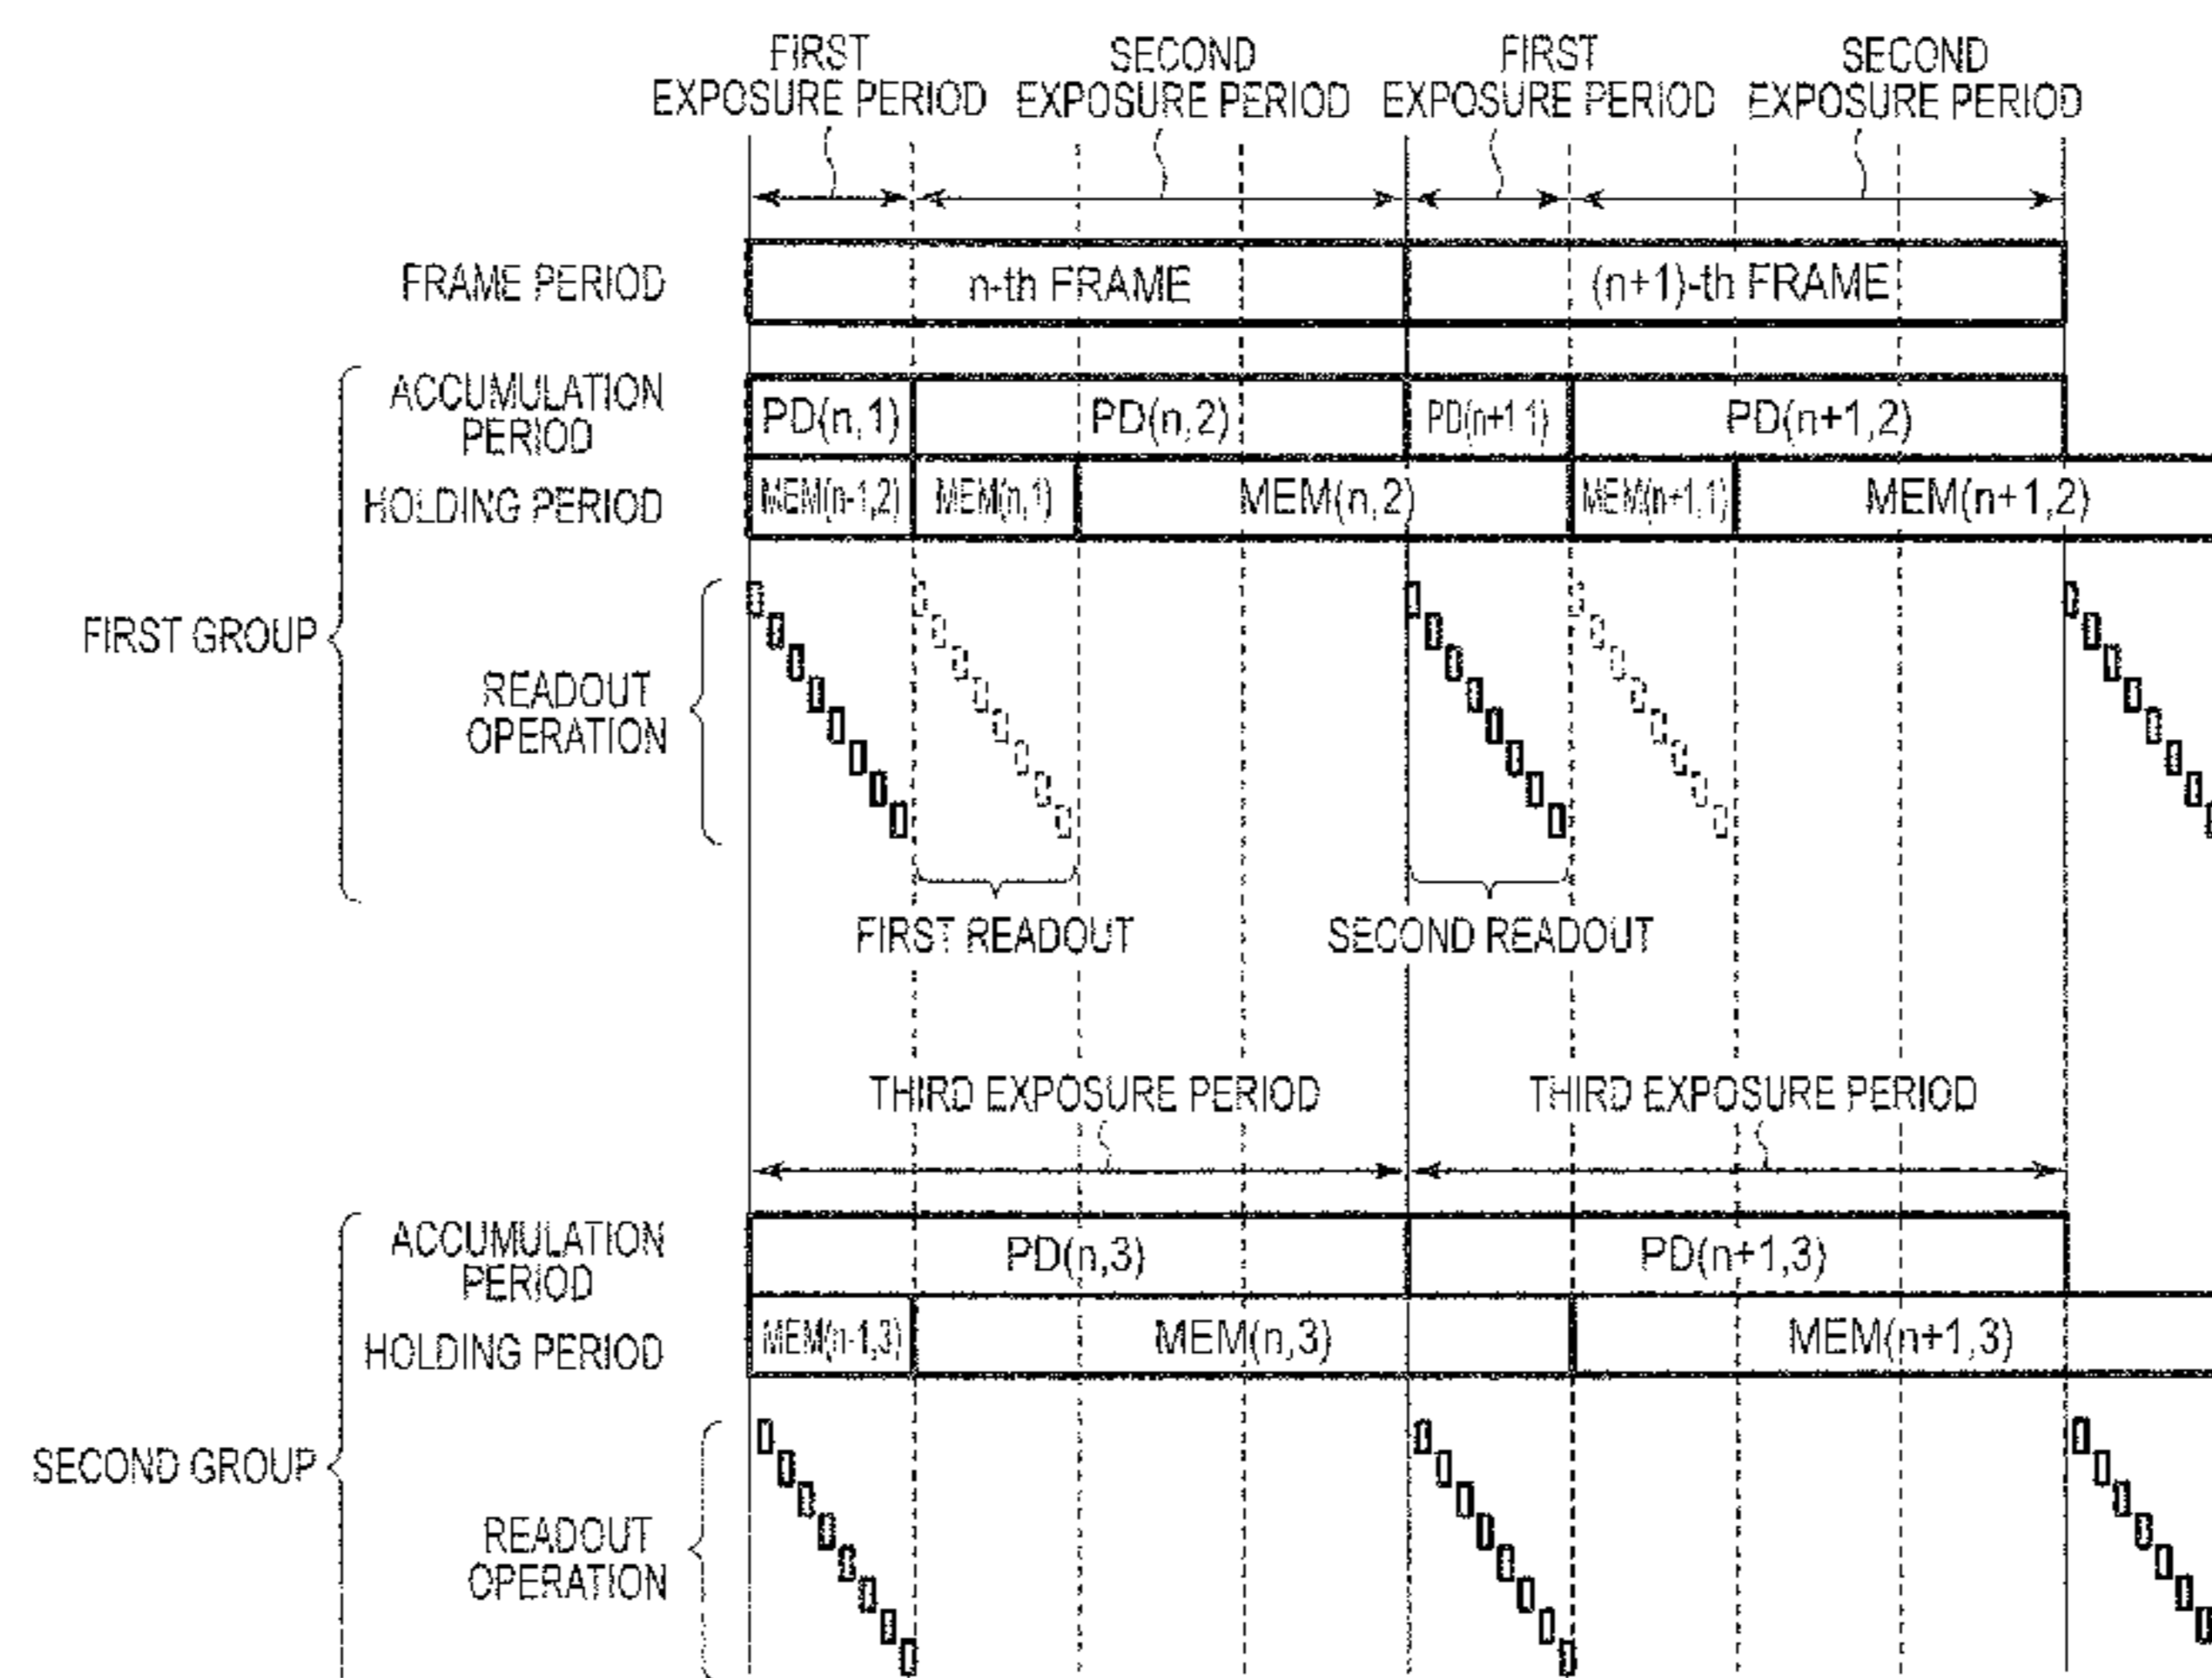 FIRST
EXPOSURE PERIOD
SECOND
EXPOSURE PERIOD
FIRST
EXPOSURE PERIOD
SECOND
EXPOSURE PERIOD
FRAME PERIOD
n-th FRAME
(n+1)-th FRAME
ACCUMULATION
PERIOD
PD(n,1)
PD(n,2)
PD(n+1,1)
PD(n+1,2)
HOLDING PERIOD
MEM(n-1,2)
MEM(n,1)
MEM(n,2)
MEM(n+1,1)
MEM(n+1,2)
FIRST GROUP
READOUT
OPERATION
FIRST READOUT
SECOND READOUT
THIRD EXPOSURE PERIOD
THIRD EXPOSURE PERIOD
ACCUMULATION
PERIOD
PD(n,3)
PD(n+1,3)
HOLDING PERIOD
MEM(n-1,3)
MEM(n,3)
MEM(n+1,3)
SECOND GROUP
READOUT
OPERATION